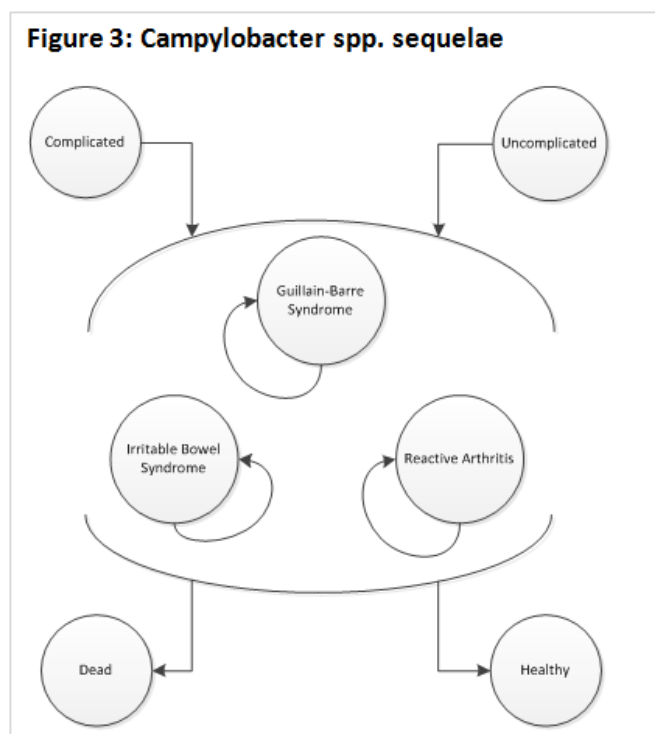 Figure 3: Campylobacter spp. sequelae
Complicated
Uncomplicated
Guillain-Barre
Syndrome
Irritable Bowel
Syndrome
Reactive Arthritis
Dead
Healthy